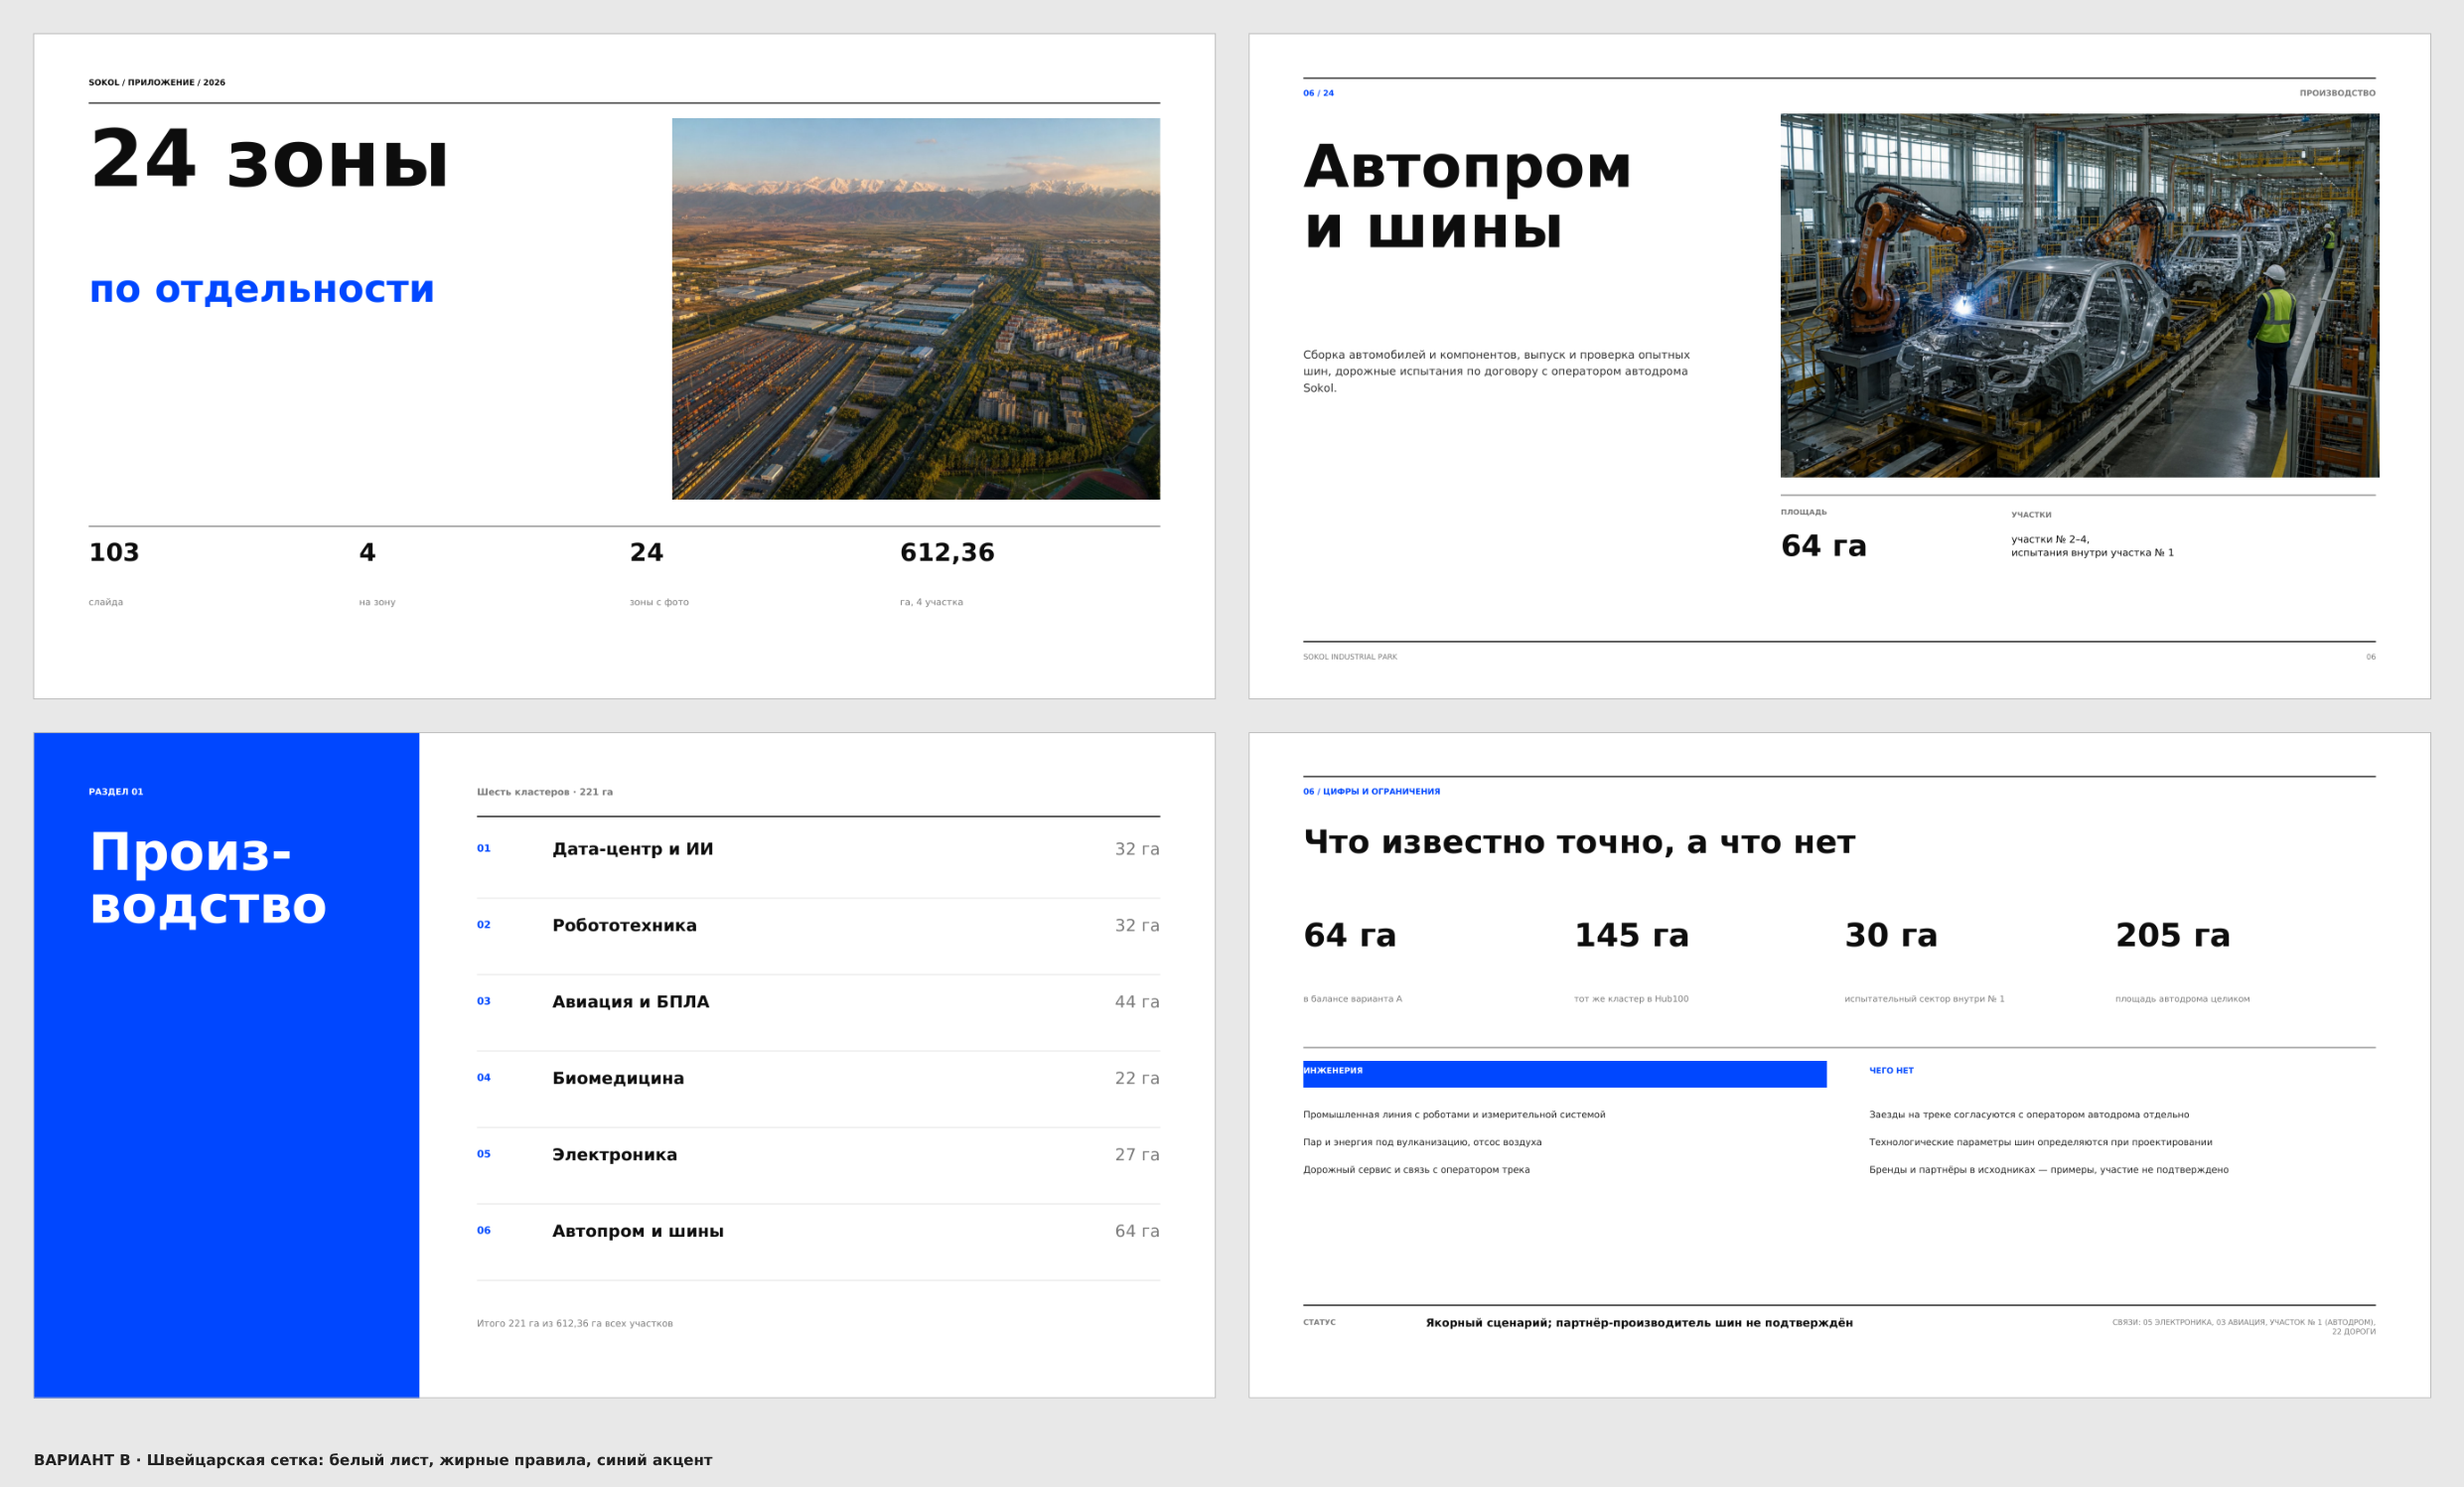 SOKOL / ПРИЛОЖЕНИЕ / 2026
24 зоны
по отдельности
103
4
24
612,36
слайда
на зону
зоны с фото
га, 4 участка
06 / 24
ПРОИЗВОДСТВО
Автопром
и шины
Сборка автомобилей и компонентов, выпуск и проверка опытных
шин, дорожные испытания по договору с оператором автодрома
Sokol.
ПЛОЩАДЬ
64 га
УЧАСТКИ
участки № 2–4,
испытания внутри участка № 1
SOKOL INDUSTRIAL PARK
06
РАЗДЕЛ 01
Произ-
водство
Шесть кластеров · 221 га
01 Дата-центр и ИИ 32 га
02 Робототехника 32 га
03 Авиация и БПЛА 44 га
04 Биомедицина 22 га
05 Электроника 27 га
06 Автопром и шины 64 га
Итого 221 га из 612,36 га всех участков
06 / ЦИФРЫ И ОГРАНИЧЕНИЯ
Что известно точно, а что нет
64 га
145 га
30 га
205 га
в балансе варианта А
тот же кластер в Hub100
испытательный сектор внутри № 1
площадь автодрома целиком
ИНЖЕНЕРИЯ
Промышленная линия с роботами и измерительной системой
Пар и энергия под вулканизацию, отсос воздуха
Дорожный сервис и связь с оператором трека
ЧЕГО НЕТ
Заезды на треке согласуются с оператором автодрома отдельно
Технологические параметры шин определяются при проектировании
Бренды и партнёры в исходниках — примеры, участие не подтверждено
СТАТУС
Якорный сценарий; партнёр-производитель шин не подтверждён
СВЯЗИ: 05 ЭЛЕКТРОНИКА, 03 АВИАЦИЯ, УЧАСТОК № 1 (АВТОДРОМ),
22 ДОРОГИ
ВАРИАНТ B · Швейцарская сетка: белый лист, жирные правила, синий акцент